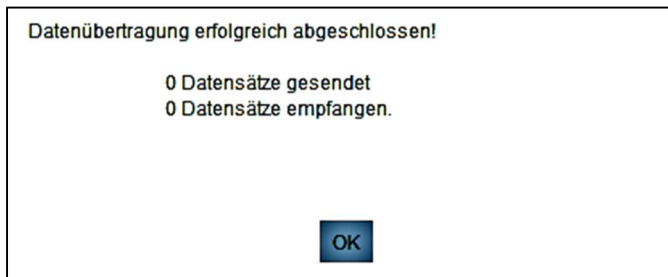 Datenübertragung erfolgreich abgeschlossen!
0 Datensätze gesendet
0 Datensätze empfangen.
OK